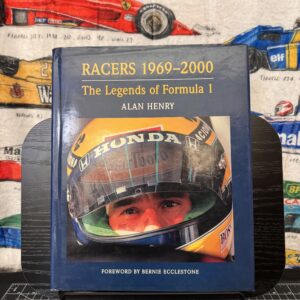 RACERS 1969–2000
The Legends of Formula 1
ALAN HENRY
HONDA
FOREWORD BY BERNIE ECCLESTONE